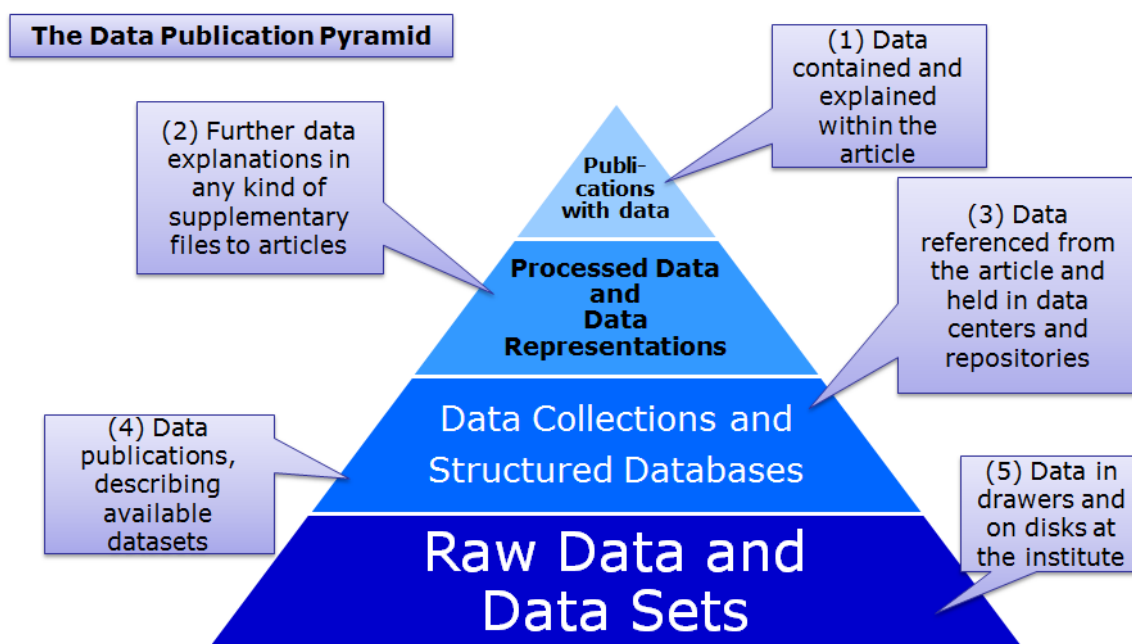 The Data Publication Pyramid
(1) Data
contained and
explained
within the
article
(2) Further data
explanations in
any kind of
supplementary
files to articles
Publi-
cations
with data
(3) Data
referenced from
the article and
held in data
centers and
repositories
Processed Data
and
Data
Representations
Data Collections and
Structured Databases
(4) Data
publications,
describing
available
datasets
(5) Data in
drawers and
on disks at
the institute
Raw Data and
Data Sets